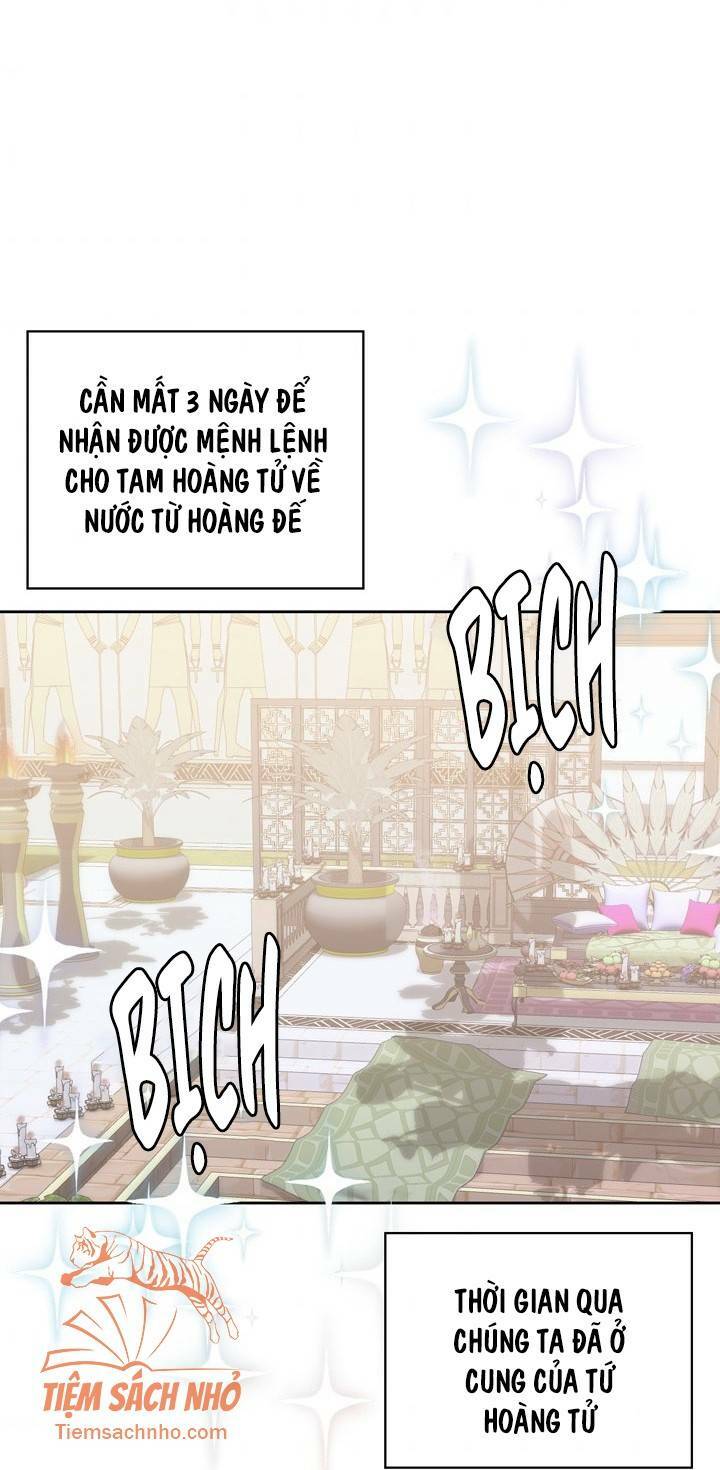 CẦN MẤT 3 NGÀY ĐỂ
NHẬN ĐƯỢC MỆNH LỆNH
CHO TAM HOÀNG TỬ VỀ
NƯỚC TỪ HOÀNG ĐẾ
BỊCH
BỊCH
TIỆM SÁCH NHỎ
Tiemsachnho.com
THỜI GIAN QUA
CHÚNG TA ĐÃ Ở
CUNG CỦA TỨ
HOÀNG TỬ